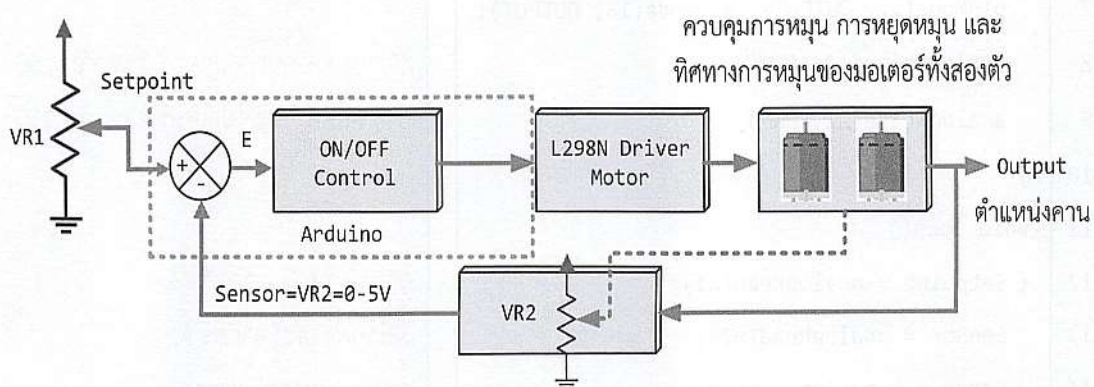 ควบคุมการหมุน การหยุดหมุน และ
ทิศทางการหมุนของมอเตอร์ทั้งสองตัว
Setpoint
VR1
+
-
E
ON/OFF
Control
Arduino
L298N Driver
Motor
Output
ตำแหน่งคาน
Sensor=VR2=0-5V
VR2